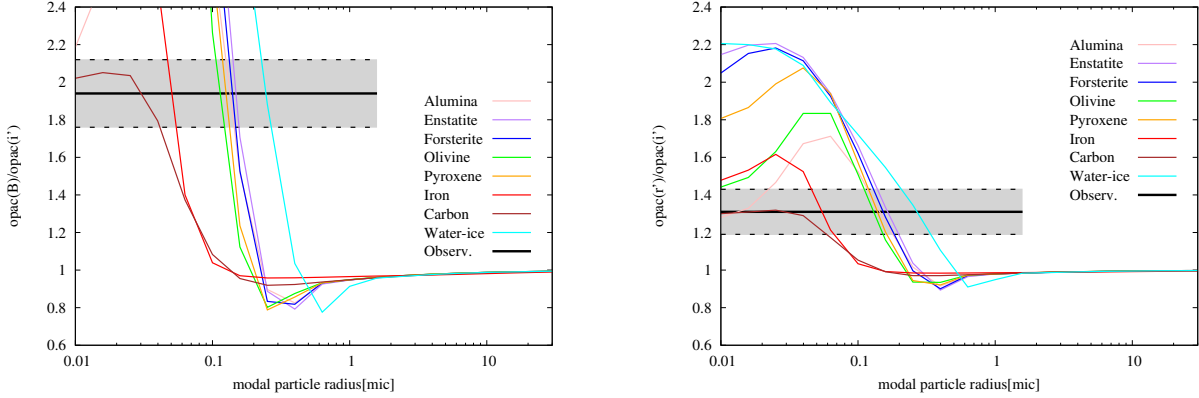 2.4
2.2
2
1.8
1.6
1.4
1.2
1
0.8
0.6
0.01
0.1
1
10
opac(B)/opac(i')
modal particle radius[mic]
Alumina
Enstatite
Forsterite
Olivine
Pyroxene
Iron
Carbon
Water-ice
Observ.
2.4
2.2
2
1.8
1.6
1.4
1.2
1
0.8
0.6
0.01
0.1
1
10
opac(r')/opac(i')
modal particle radius[mic]
Alumina
Enstatite
Forsterite
Olivine
Pyroxene
Iron
Carbon
Water-ice
Observ.